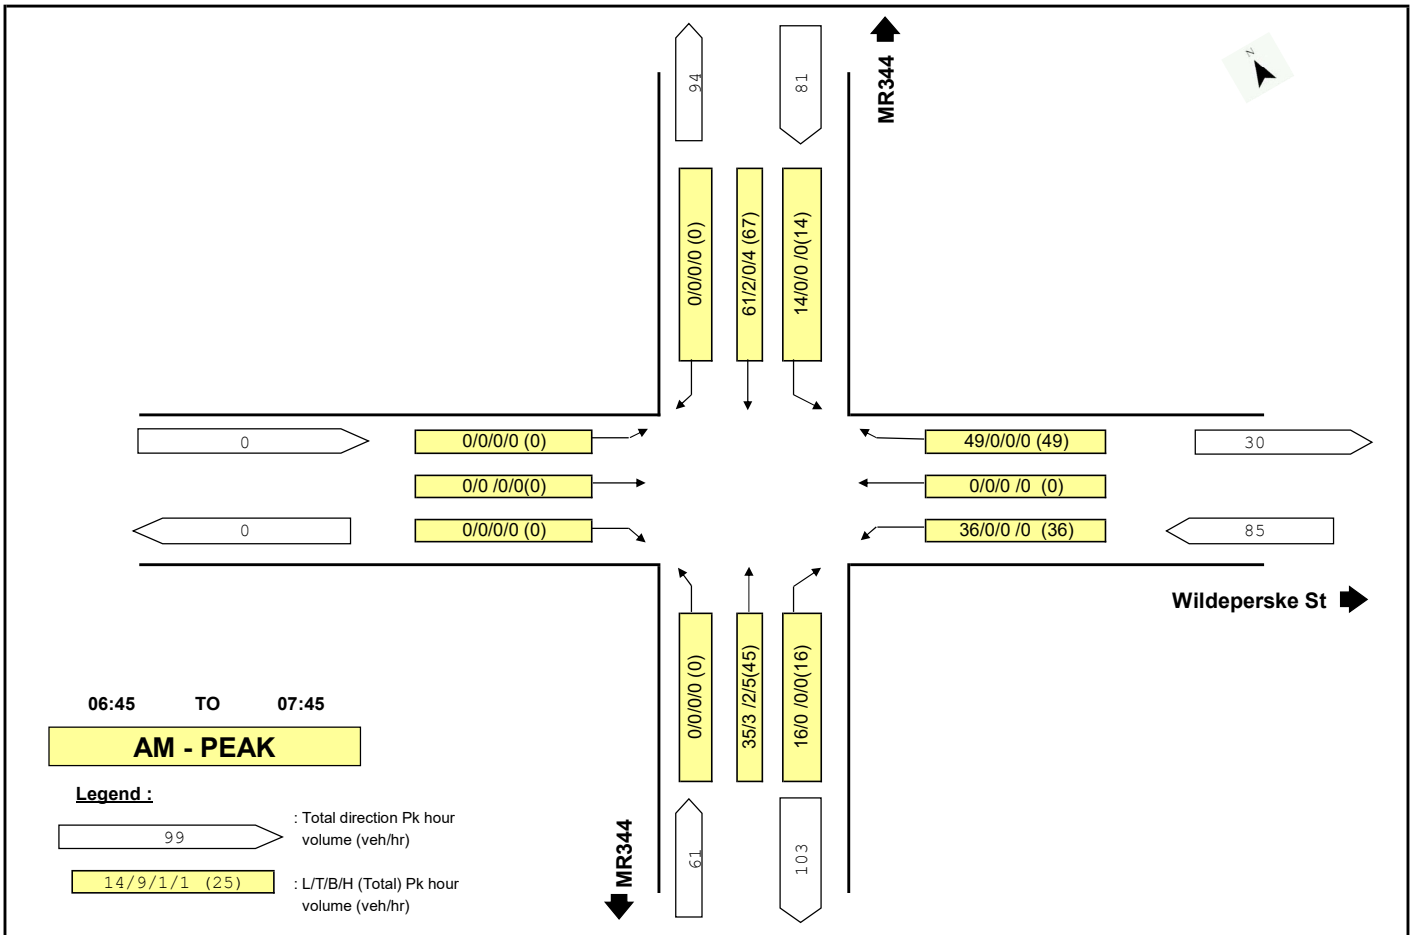 94
81
MR344
N
0/0/0/0 (0)
61/2/0/4 (67)
14/0/0 /0(14)
0
0/0/0/0 (0)
49/0/0/0 (49)
30
0/0 /0/0(0)
0/0/0 /0 (0)
0
0/0/0/0 (0)
36/0/0 /0 (36)
85
Wildeperske St
0/0/0/0 (0)
35/3 /2/5(45)
16/0 /0/0(16)
06:45 TO 07:45
AM - PEAK
Legend :
99
: Total direction Pk hour
volume (veh/hr)
14/9/1/1 (25)
: L/T/B/H (Total) Pk hour
volume (veh/hr)
MR344
61
103